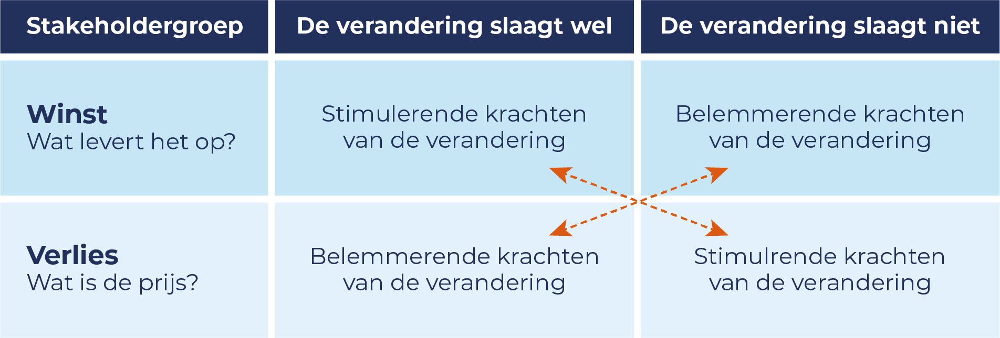 Stakeholdergroep
De verandering slaagt wel
De verandering slaagt niet
Winst
Wat levert het op?
Stimulerende krachten
van de verandering
Belemmerende krachten
van de verandering
Verlies
Wat is de prijs?
Belemmerende krachten
van de verandering
Stimulrende krachten
van de verandering